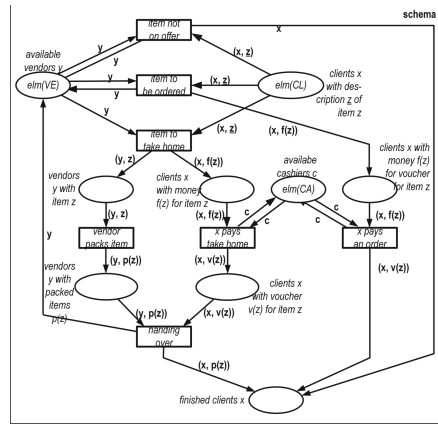 schema
item not
on offer
x
available
vendors y
y
y
(x, z)
elm(VE)
y
y
item to
be ordered
(x, z)
elm(CL)
clients x
with des-
cription z of
item z
y
(x, z)
(x, f(z))
item to
take home
(y, z)
(x, f(z))
vendors
y with
item z
clients x
with money
f(z) for item z
availabe
cashiers c
elm(CA)
clients x with
money f(z)
for voucher
for item z
(y, z)
(x, f(z))
c
c
c
c
(x, f(z))
vendor
packs item
x pays
take home
x pays
an order
y
(y, p(z))
(x, v(z))
(x, v(z))
vendors
y with
packed
items
p(z)
clients x
with voucher
v(z) for item z
(y, p(z))
(x, v(z))
handing
over
(x, p(z))
finished clients x